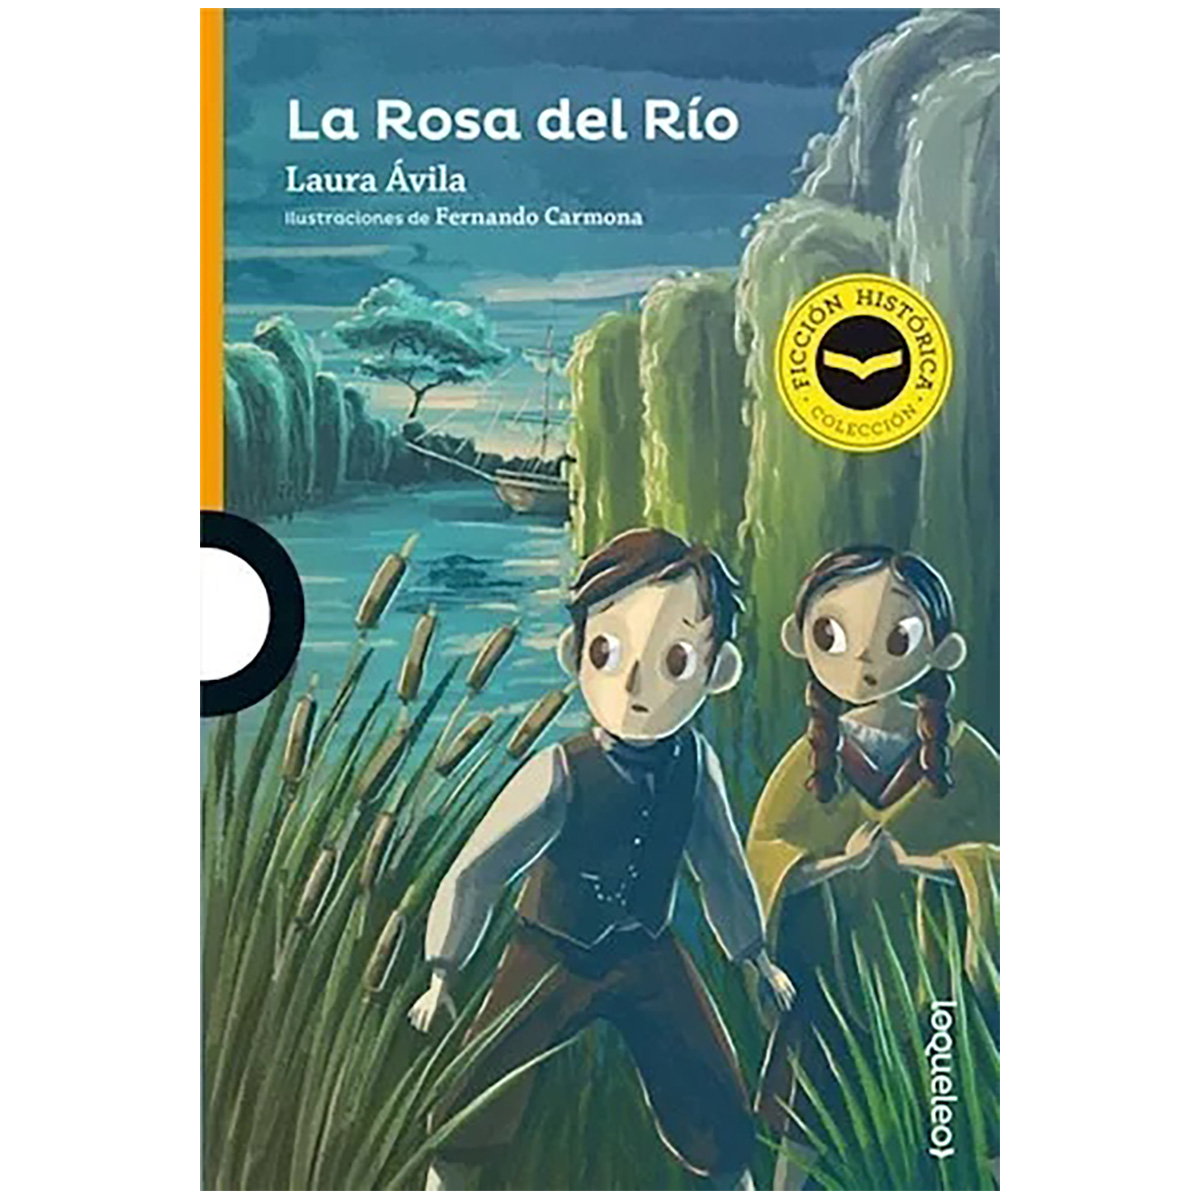 La Rosa del Río
Laura Ávila
Ilustraciones de Fernando Carmona
FICCIÓN HISTÓRICA
· COLECCIÓN ·
loqueleo